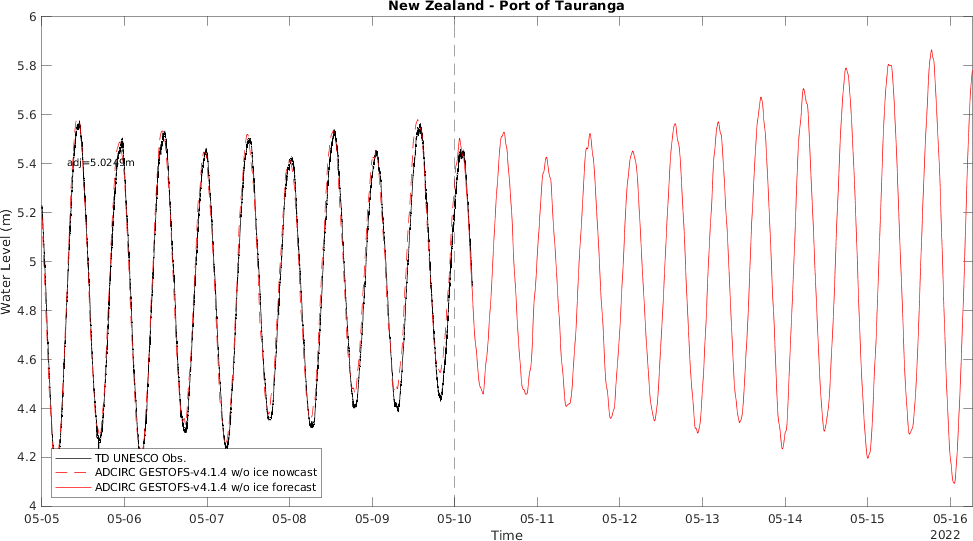 New Zealand - Port of Tauranga
6
5.8
5.6
5.4
5.2
5
4.8
4.6
4.4
4.2
4
Water Level (m)
adj=5.0249m
TD UNESCO Obs.
ADCIRC GESTOFS-v4.1.4 w/o ice nowcast
ADCIRC GESTOFS-v4.1.4 w/o ice forecast
05-05 05-06 05-07 05-08 05-09 05-10 05-11 05-12 05-13 05-14 05-15 05-16
2022
Time